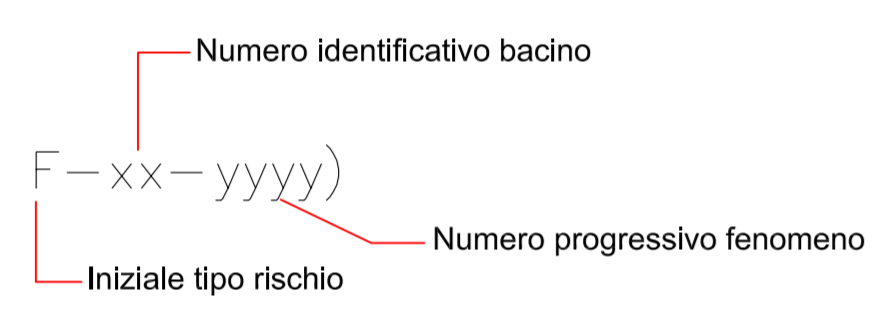 Numero identificativo bacino
F-xx-yyyy)
Numero progressivo fenomeno
Iniziale tipo rischio